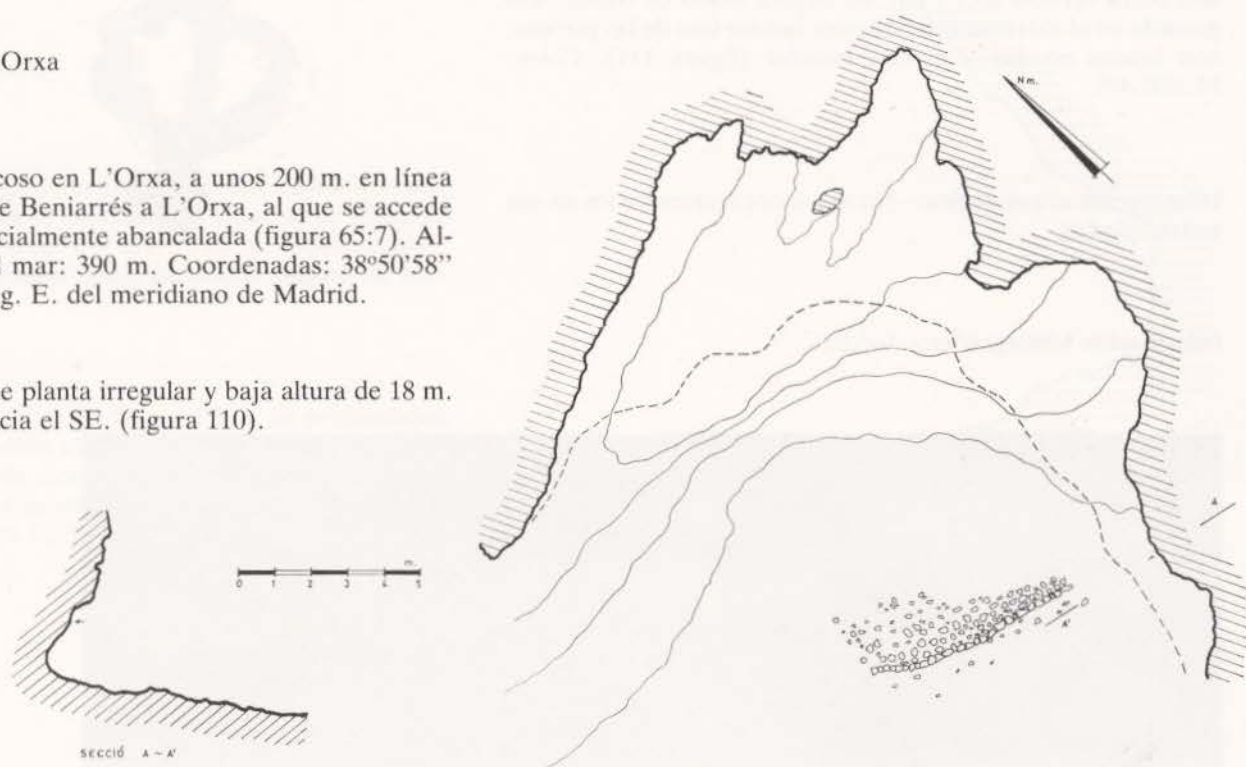 Orxa
coso en L'Orxa, a unos 200 m. en línea
e Beniarrés a L'Orxa, al que se accede
cialmente abancalada (figura 65:7). Al-
l mar: 390 m. Coordenadas: 38º50'58”
g. E. del meridiano de Madrid.
e planta irregular y baja altura de 18 m.
cia el SE. (figura 110).
Nm.
A
A'
m.
0 1 2 3 4 5
SECCIÓ A – A'